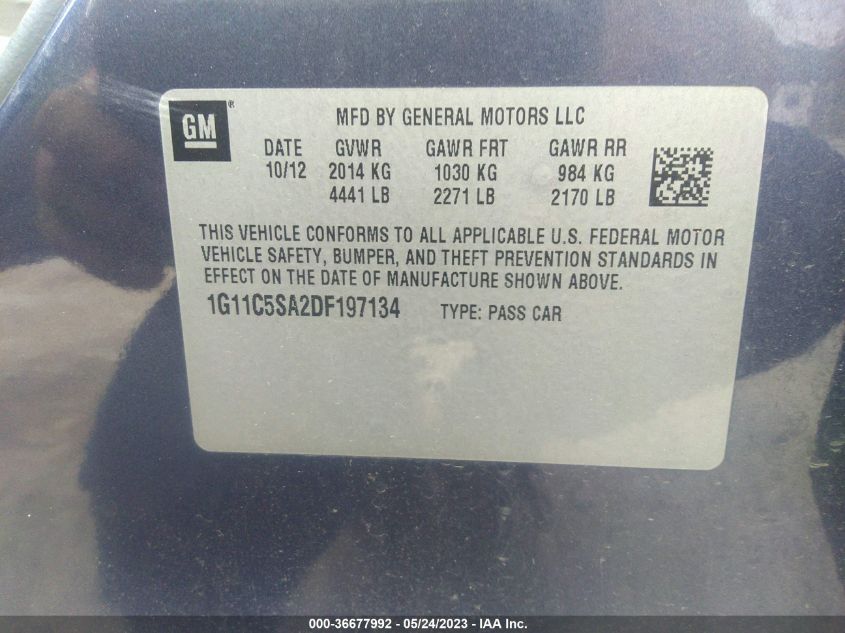 GM®
MFD BY GENERAL MOTORS LLC
DATE GVWR GAWR FRT GAWR RR
10/12 2014 KG 1030 KG 984 KG
4441 LB 2271 LB 2170 LB
THIS VEHICLE CONFORMS TO ALL APPLICABLE U.S. FEDERAL MOTOR
VEHICLE SAFETY, BUMPER, AND THEFT PREVENTION STANDARDS IN
EFFECT ON THE DATE OF MANUFACTURE SHOWN ABOVE.
1G11C5SA2DF197134 TYPE: PASS CAR
000-36677992 - 05/24/2023 - IAA Inc.